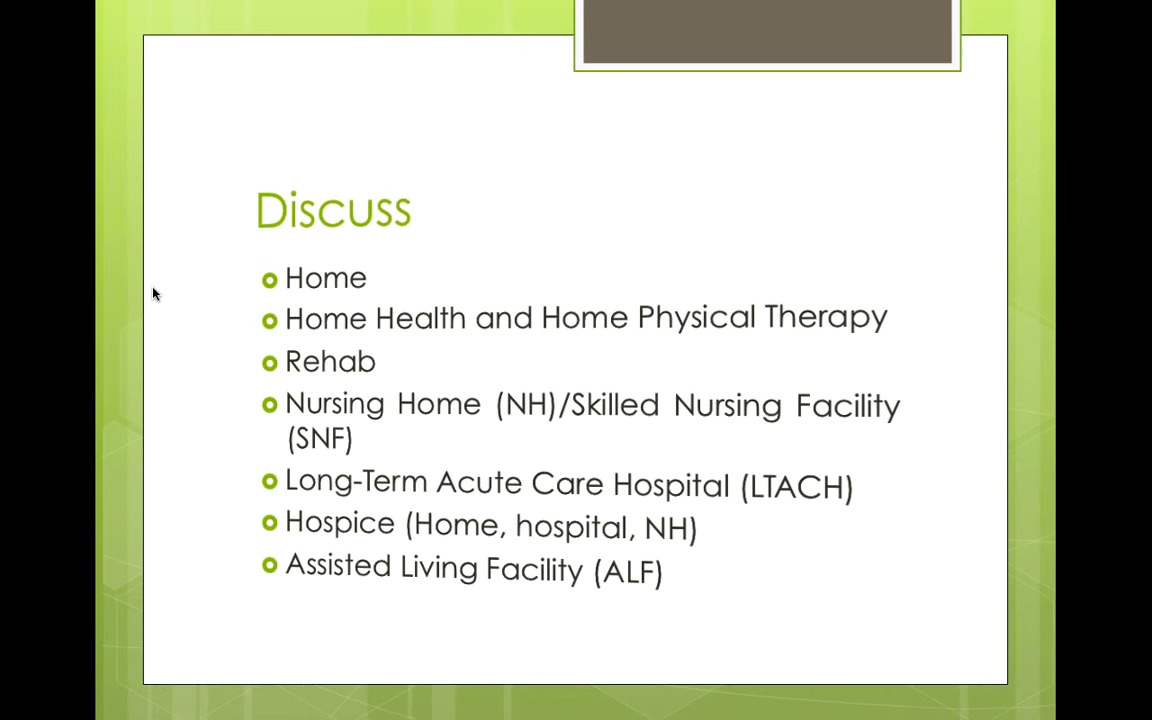 Discuss
Home
Home Health and Home Physical Therapy
Rehab
Nursing Home (NH)/Skilled Nursing Facility
(SNF)
Long-Term Acute Care Hospital (LTACH)
Hospice (Home, hospital, NH)
Assisted Living Facility (ALF)